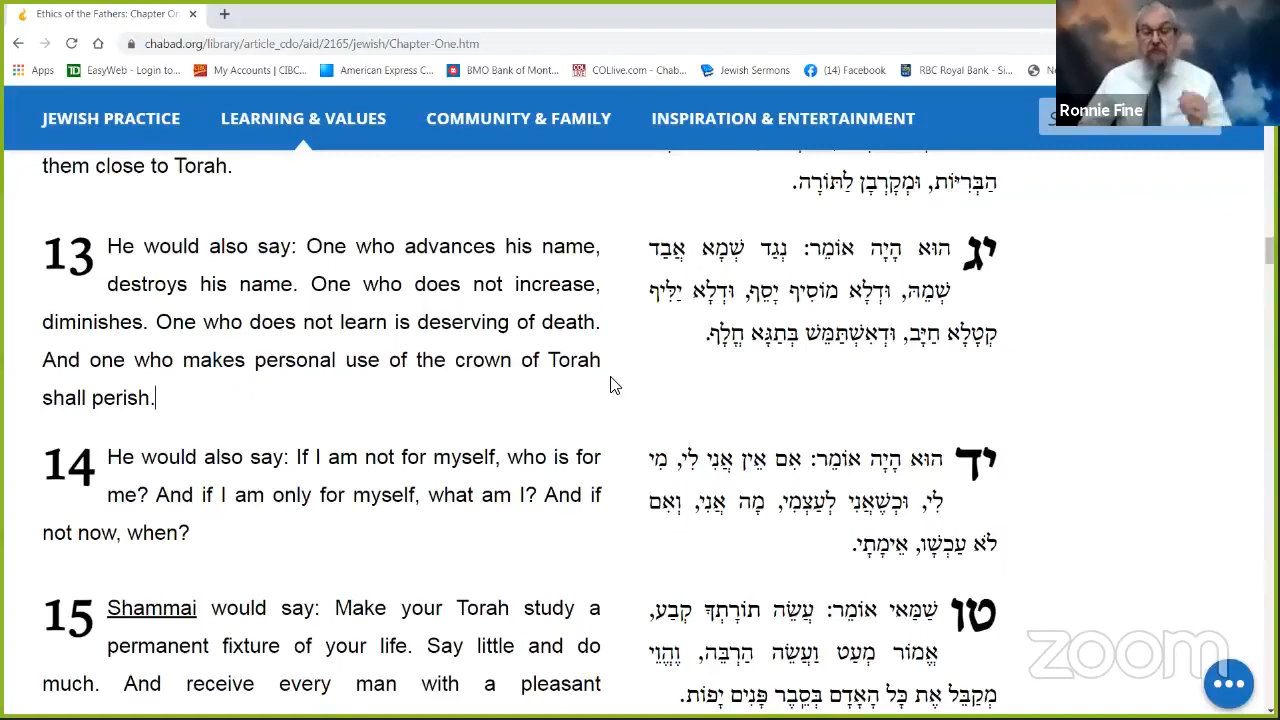 Ethics of the Fathers: Chapter On
chabad.org/library/article_cdo/aid/2165/jewish/Chapter-One.htm
Apps EasyWeb - Login to... My Accounts | CIBC... American Express C... BMO Bank of Mont... COLlive.com - Chab... Jewish Sermons (14) Facebook RBC Royal Bank - Si...
Ronnie Fine
JEWISH PRACTICE LEARNING & VALUES COMMUNITY & FAMILY INSPIRATION & ENTERTAINMENT
them close to Torah.
הַבְּרִיּוֹת, וּמְקָרְבָן לַתּוֹרָה.
13 He would also say: One who advances his name,
destroys his name. One who does not increase,
diminishes. One who does not learn is deserving of death.
And one who makes personal use of the crown of Torah
shall perish.
יג הוּא הָיָה אוֹמֵר: נְגַד שְׁמָא אֲבַד
שְׁמֵהּ, וּדְלָא מוֹסִיף יָסֵף, וּדְלָא יַלִּיף
קְטָלָא חַיָּב, וּדְאִשְׁתַּמֵּשׁ בְּתַגָּא חֲלָף.
14 He would also say: If I am not for myself, who is for
me? And if I am only for myself, what am I? And if
not now, when?
יד הוּא הָיָה אוֹמֵר: אִם אֵין אֲנִי לִי, מִי
לִי, וּכְשֶׁאֲנִי לְעַצְמִי, מָה אֲנִי, וְאִם
לֹא עַכְשָׁו, אֵימָתַי.
15 Shammai would say: Make your Torah study a
permanent fixture of your life. Say little and do
much. And receive every man with a pleasant
טו שַׁמַּאי אוֹמֵר: עֲשֵׂה תוֹרָתְךָ קְבַע,
אֱמוֹר מְעַט וַעֲשֵׂה הַרְבֵּה, וֶהֱוֵי
מְקַבֵּל אֶת כָּל הָאָדָם בְּסֵבֶר פָּנִים יָפוֹת.
zoom